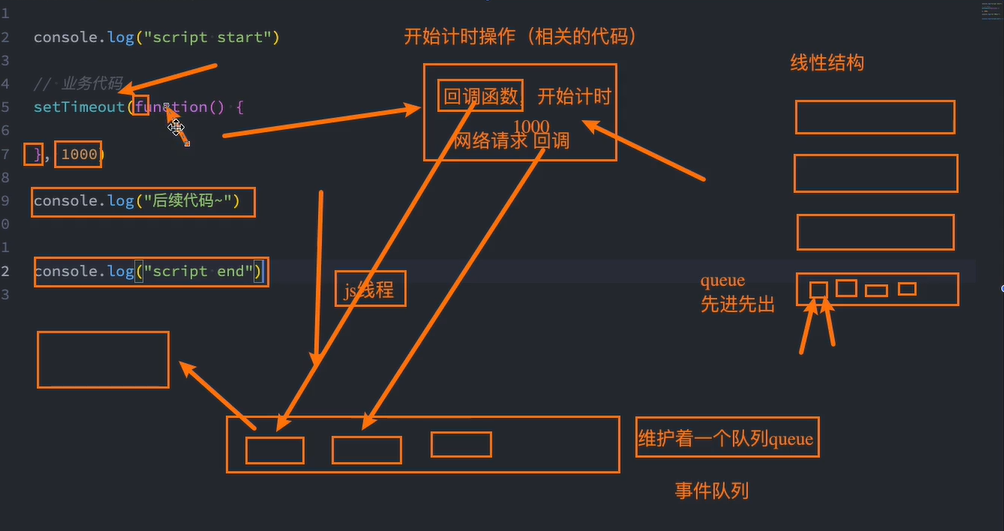 1
2 console.log("script start")
3
4 // 业务代码
5 setTimeout(function() {
6
7 }, 1000)
8
9 console.log("后续代码~")
0
1
2 console.log("script end")
3
开始计时操作（相关的代码）
回调函数 开始计时
1000
网络请求 回调
线性结构
js线程
queue
先进先出
维护着一个队列queue
事件队列